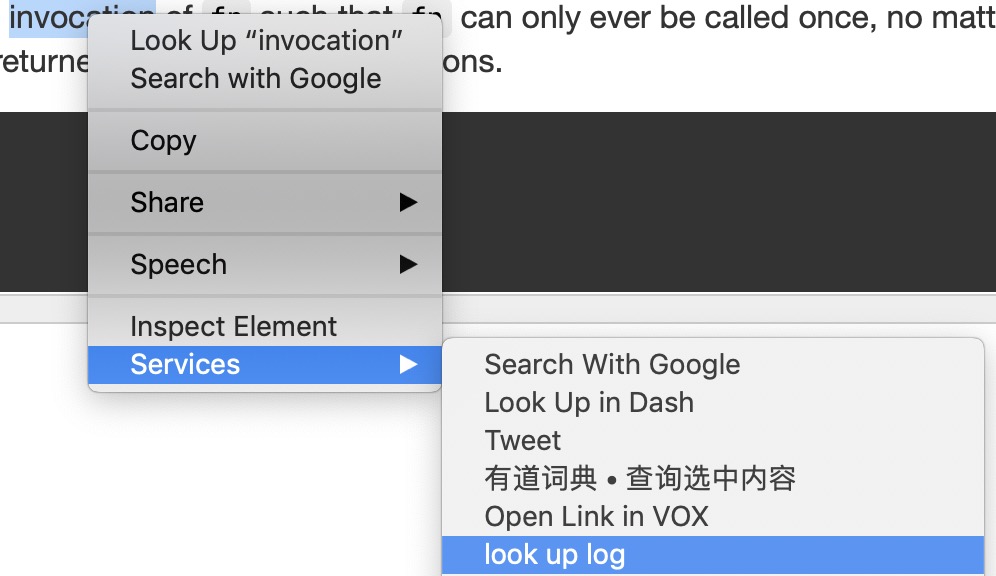 invocation of fn such that fn can only ever be called once, no matt
returne ons.
Look Up “invocation”
Search with Google
Copy
Share
Speech
Inspect Element
Services
Search With Google
Look Up in Dash
Tweet
有道词典 • 查询选中内容
Open Link in VOX
look up log